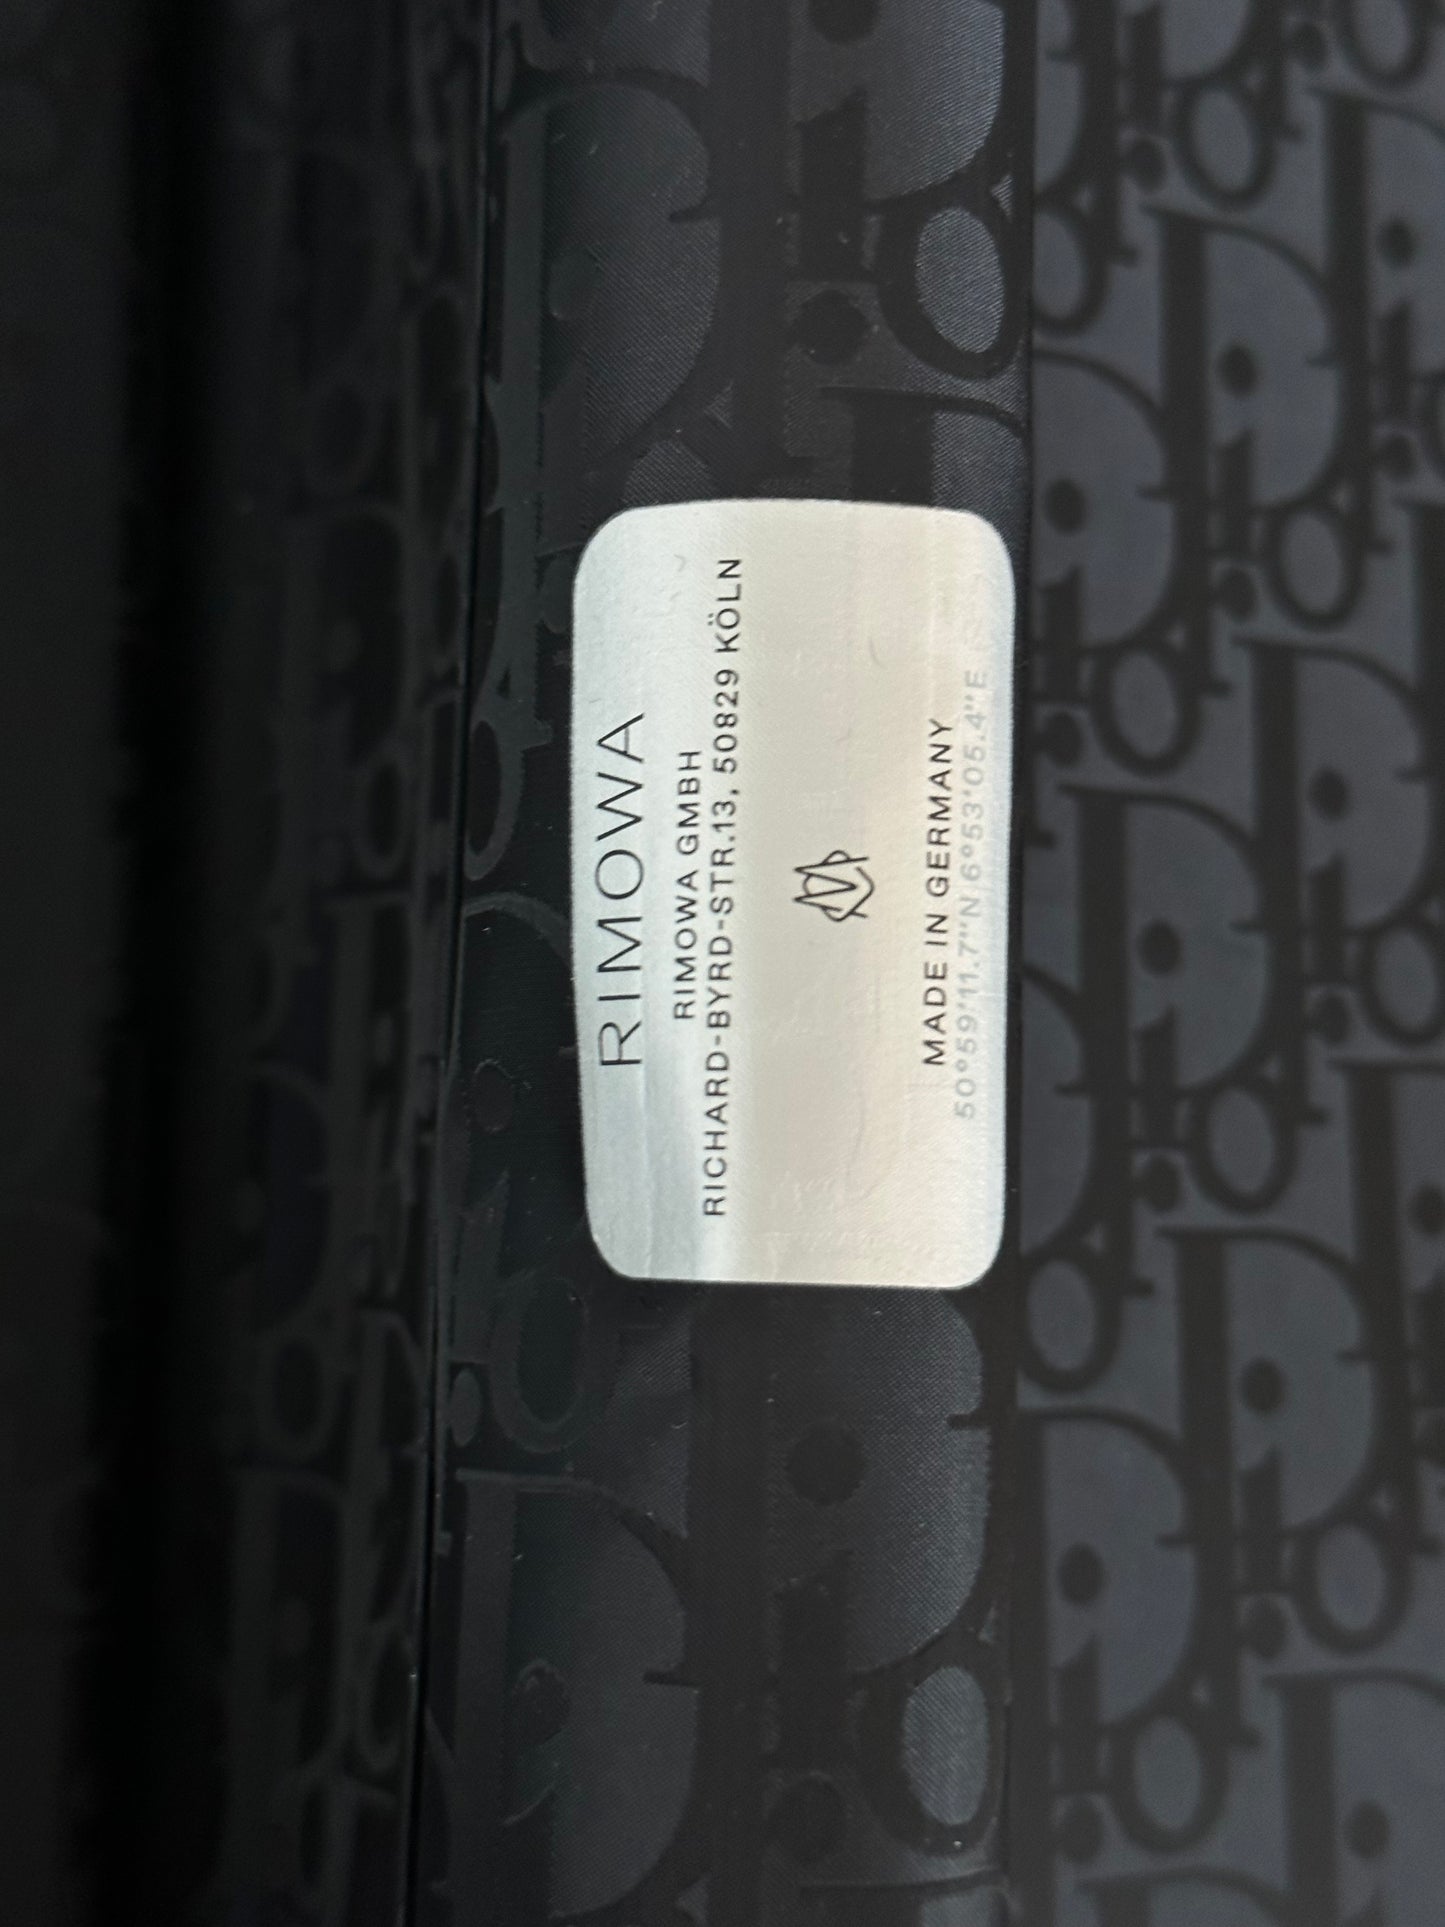 RIMOWA
RIMOWA GMBH
RICHARD-BYRD-STR.13, 50829 KÖLN
MADE IN GERMANY
50°59'11.7"N 6°53'05.4"E
Dior